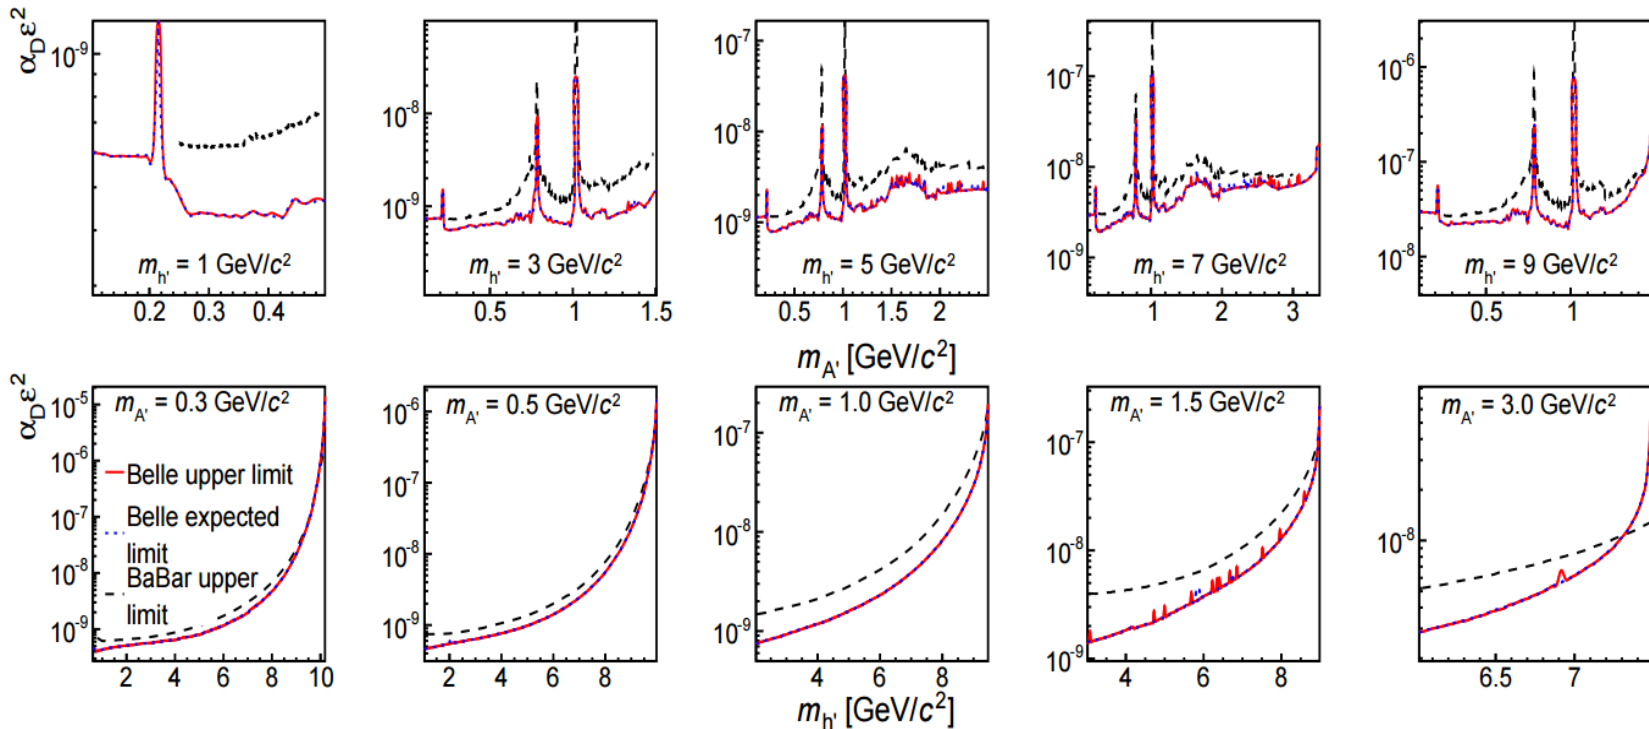 α_Dε²
10⁻⁹
10⁻⁸
10⁻⁹
10⁻⁷
10⁻⁸
10⁻⁹
10⁻⁷
10⁻⁸
10⁻⁹
10⁻⁶
10⁻⁷
10⁻⁸
m_h' = 1 GeV/c²
m_h' = 3 GeV/c²
m_h' = 5 GeV/c²
m_h' = 7 GeV/c²
m_h' = 9 GeV/c²
0.2 0.3 0.4
0.5 1 1.5
0.5 1 1.5 2
1 2 3
0.5 1
m_A' [GeV/c²]
α_Dε²
m_A' = 0.3 GeV/c²
m_A' = 0.5 GeV/c²
m_A' = 1.0 GeV/c²
m_A' = 1.5 GeV/c²
m_A' = 3.0 GeV/c²
10⁻⁵
10⁻⁶
10⁻⁷
10⁻⁸
10⁻⁹
Belle upper limit
Belle expected
limit
BaBar upper
limit
10⁻⁶
10⁻⁷
10⁻⁸
10⁻⁹
10⁻⁷
10⁻⁸
10⁻⁹
10⁻⁷
10⁻⁸
10⁻⁹
10⁻⁸
2 4 6 8 10
2 4 6 8
2 4 6 8
4 6 8
6.5 7
m_h' [GeV/c²]